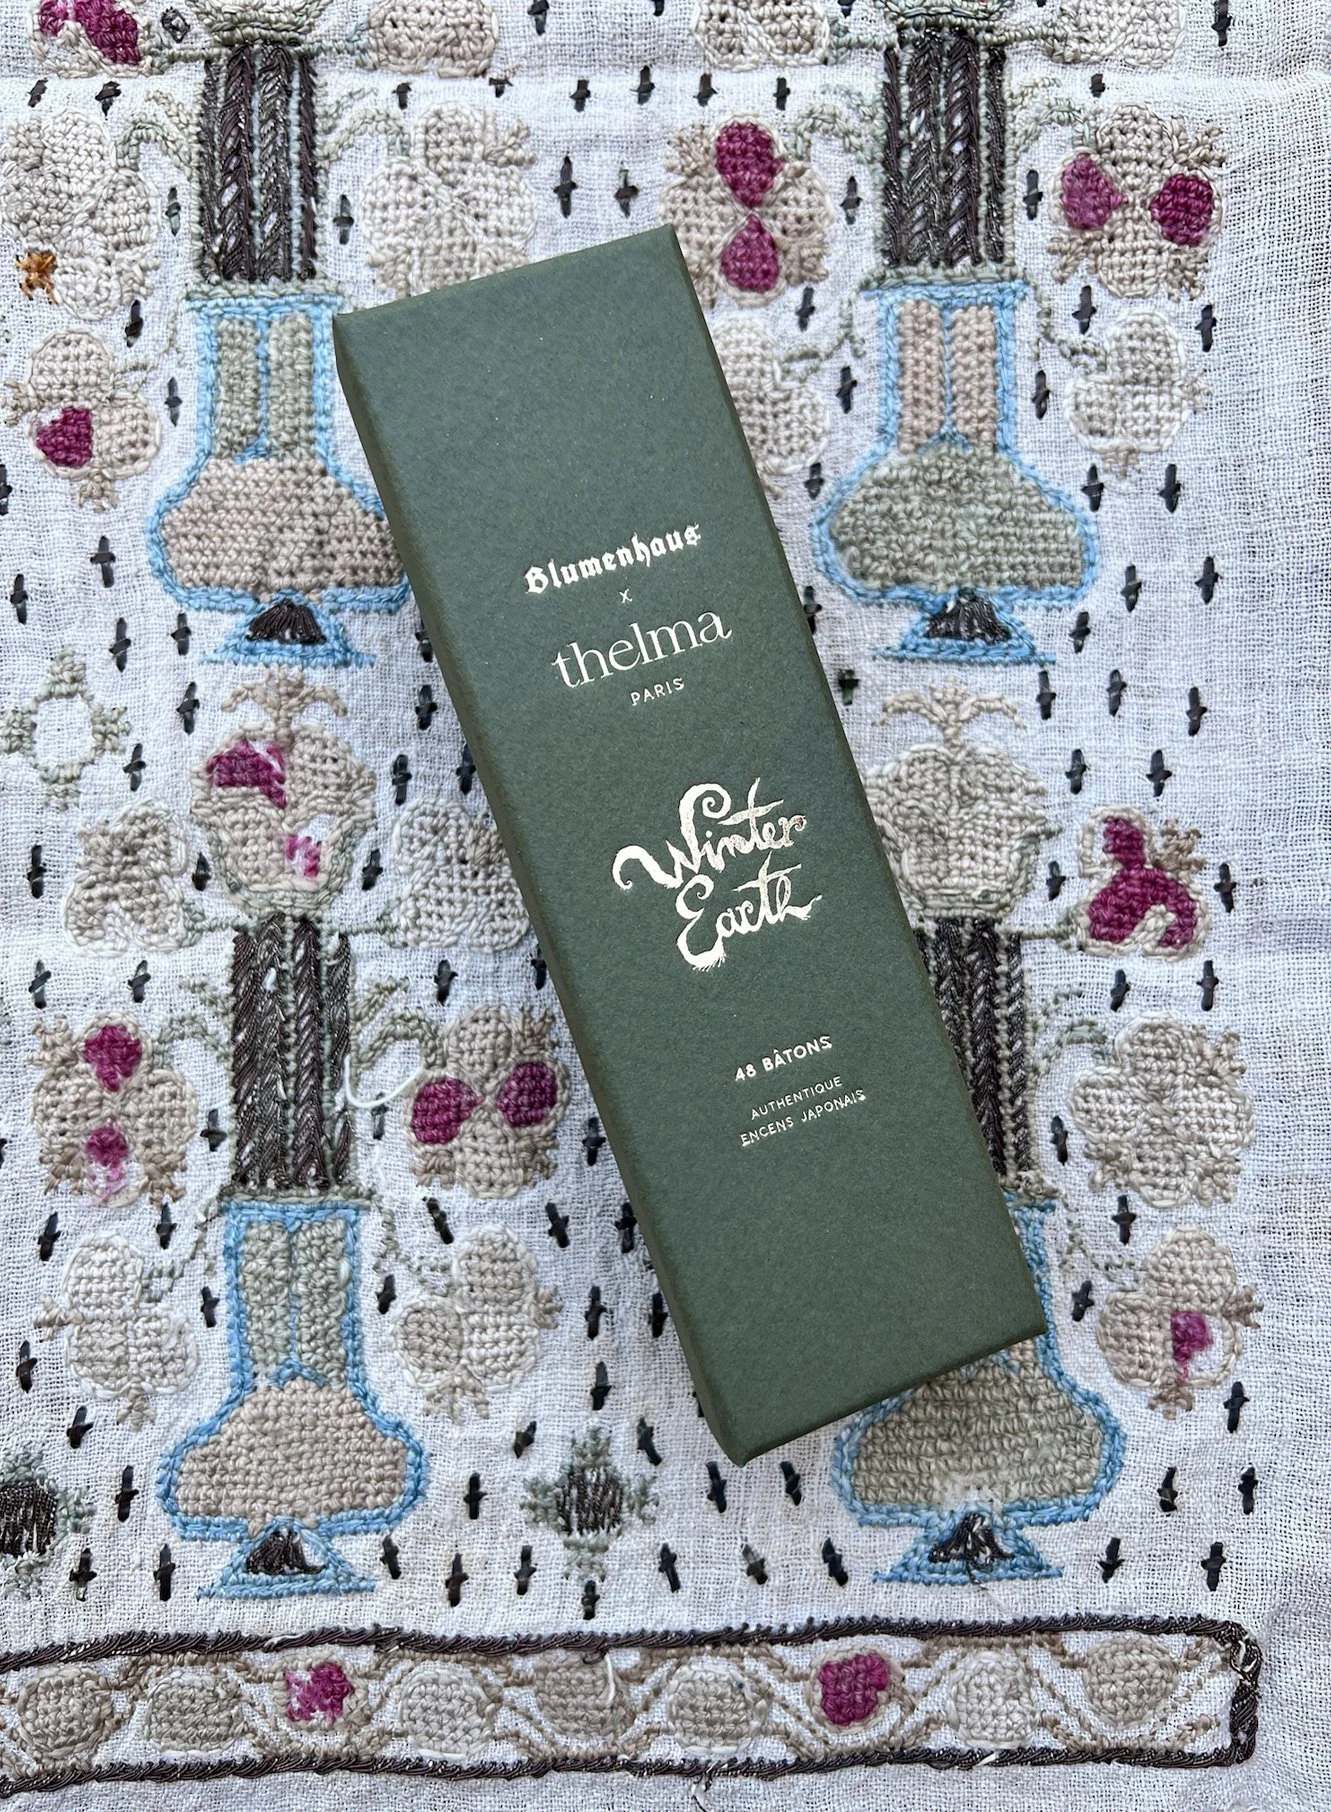 Blumenhaus
x
thelma
PARIS
Winter
Earth
48 BÂTONS
AUTHENTIQUE
ENCENS JAPONAIS